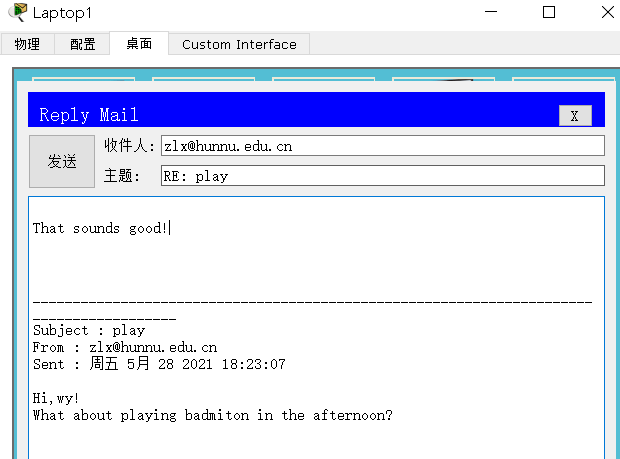 Laptop1
物理 配置 桌面 Custom Interface
Reply Mail X
发送
收件人: zlx@hunnu.edu.cn
主题: RE: play
That sounds good!
----------------------------------------------------------------------
------------------
Subject : play
From : zlx@hunnu.edu.cn
Sent : 周五 5月 28 2021 18:23:07
Hi,wy!
What about playing badmiton in the afternoon?